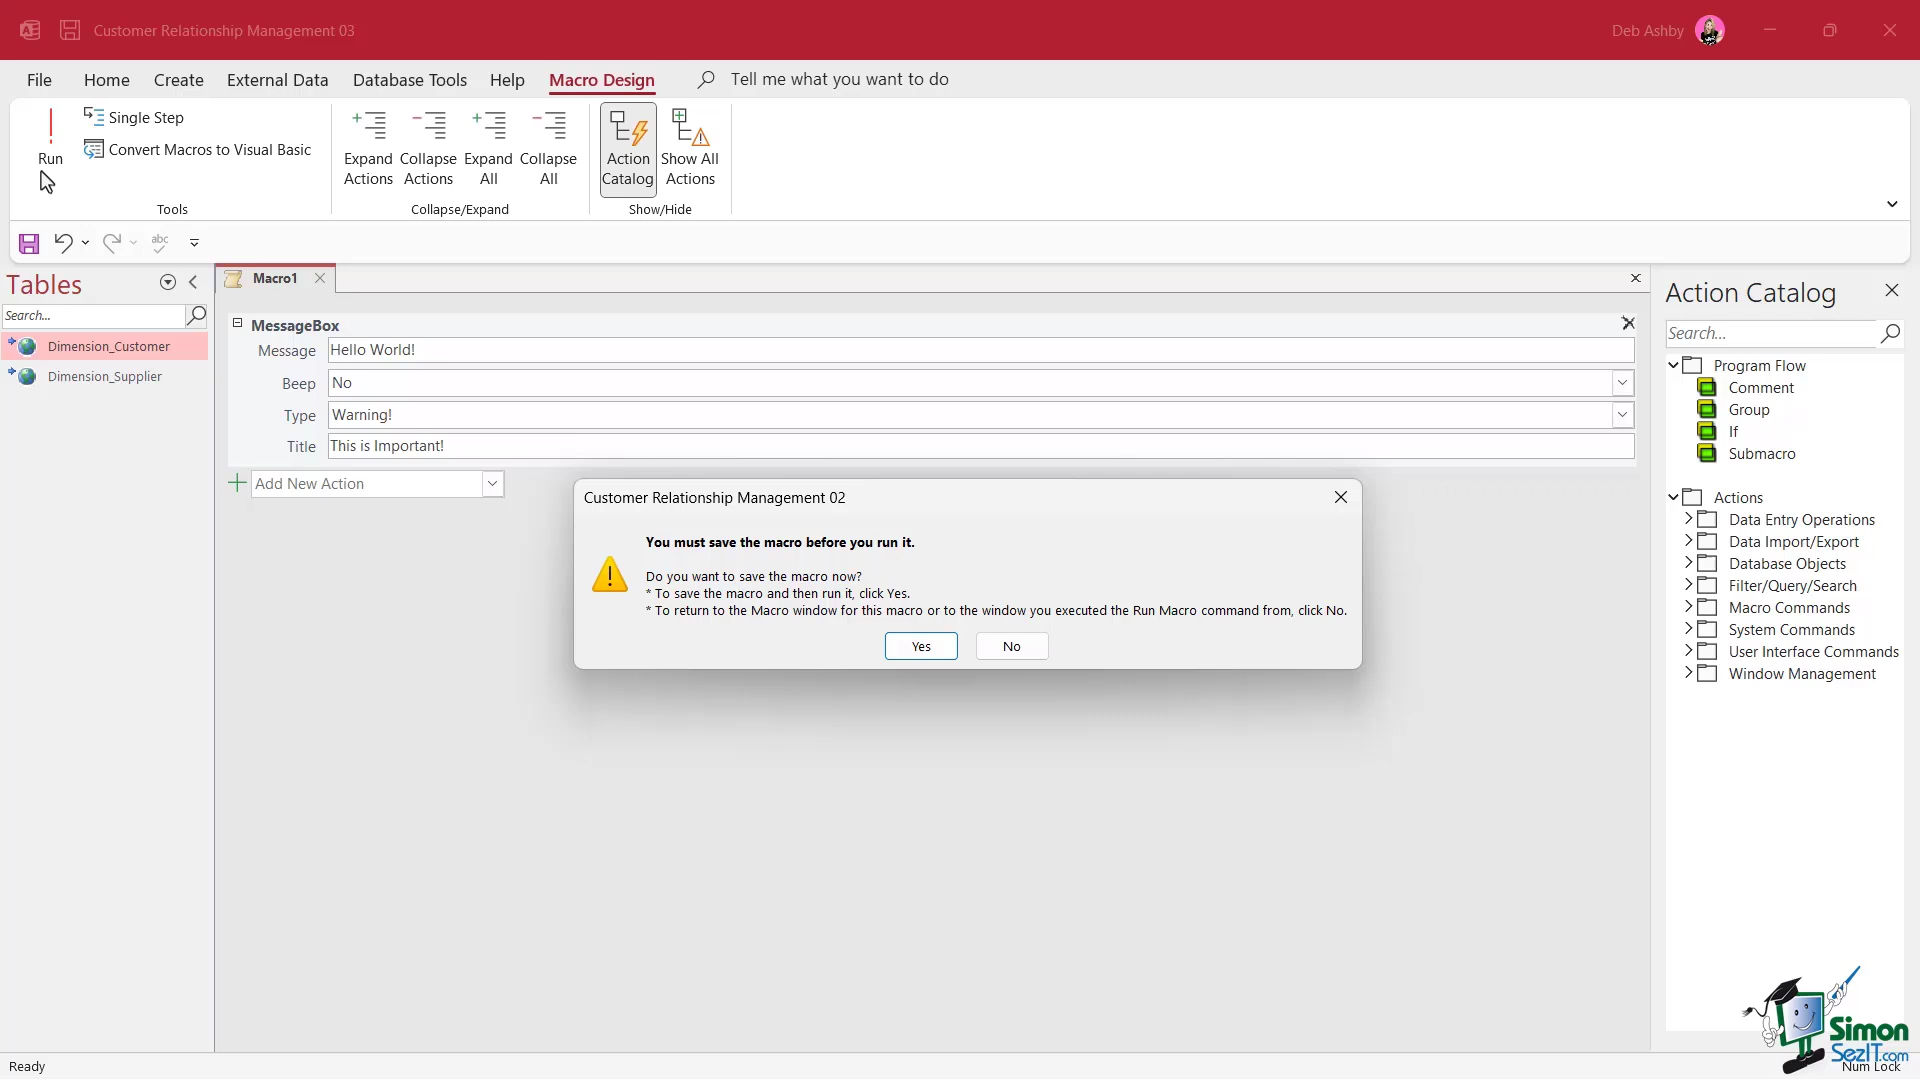 Customer Relationship Management 03
Deb Ashby
File Home Create External Data Database Tools Help Macro Design Tell me what you want to do
Run
Single Step
Convert Macros to Visual Basic
Tools
Expand Actions
Collapse Actions
Expand All
Collapse All
Collapse/Expand
Action Catalog
Show All Actions
Show/Hide
abc
Tables
Search...
Dimension_Customer
Dimension_Supplier
Macro1
MessageBox
Message Hello World!
Beep No
Type Warning!
Title This is Important!
Add New Action
Customer Relationship Management 02
You must save the macro before you run it.
Do you want to save the macro now?
* To save the macro and then run it, click Yes.
* To return to the Macro window for this macro or to the window you executed the Run Macro command from, click No.
Yes No
Action Catalog
Search...
Program Flow
Comment
Group
If
Submacro
Actions
Data Entry Operations
Data Import/Export
Database Objects
Filter/Query/Search
Macro Commands
System Commands
User Interface Commands
Window Management
Simon
SezIT.com
Ready
Num Lock